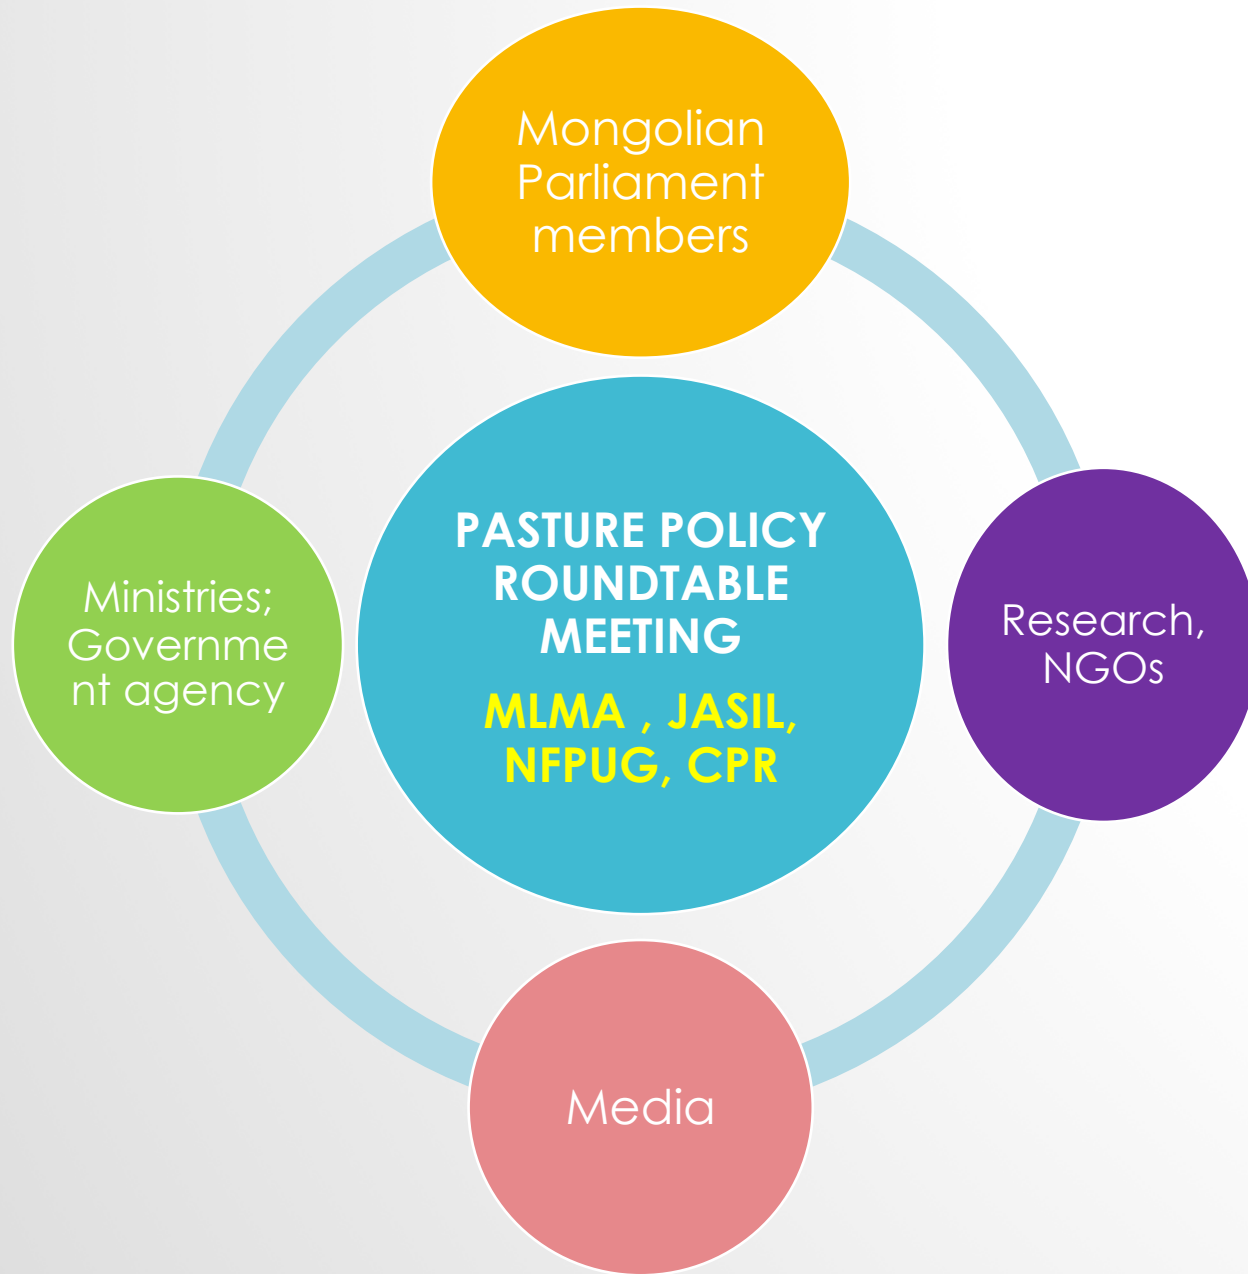 Mongolian
Parliament
members
PASTURE POLICY
ROUNDTABLE
MEETING
MLMA , JASIL,
NFPUG, CPR
Ministries;
Governme
nt agency
Research,
NGOs
Media